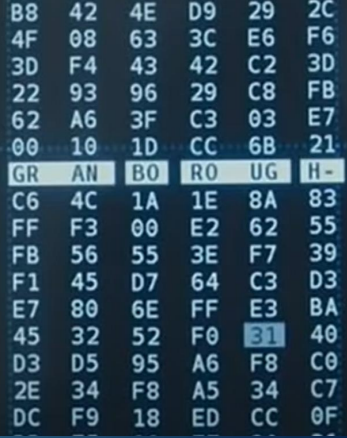 B8 42 4E D9 29 2C
4F 08 63 3C E6 F6
3D F4 43 42 C2 3D
22 93 96 29 C8 FB
62 A6 3F C3 03 E7
00 10 1D CC 6B 21
GR AN BO RO UG H-
C6 4C 1A 1E 8A 83
FF F3 00 E2 62 55
FB 56 55 3E F7 39
F1 45 D7 64 C3 D3
E7 80 6E FF E3 BA
45 32 52 F0 31 40
D3 D5 95 A6 F8 C0
2E 34 F8 A5 34 C7
DC F9 18 ED CC 0F